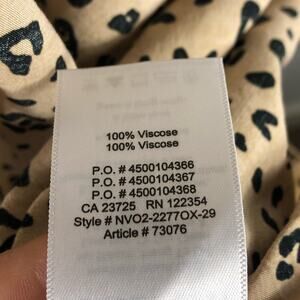 100% Viscose
100% Viscose
P.O. # 4500104366
P.O. # 4500104367
P.O. # 4500104368
CA 23725 RN 122354
Style # NVO2-2277OX-29
Article # 73076